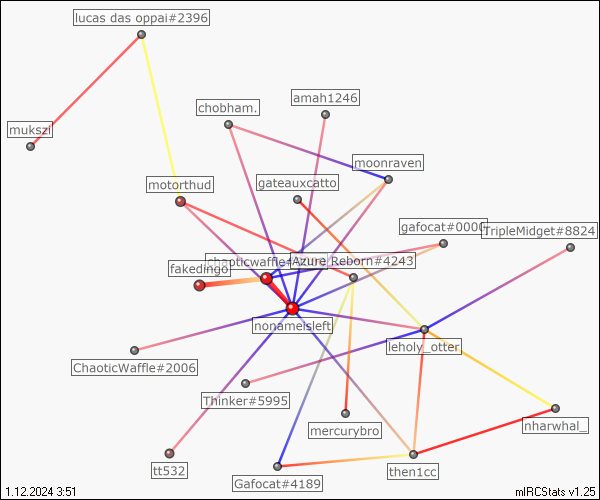 lucas das oppai#2396
amah1246
chobham.
mukszi
moonraven
motorthud
gateauxcatto
gafocat#0000
TripleMidget#8824
chaoticwaffle#
Azure_Reborn#4243
fakedingo
nonameisleft
leholy_otter
ChaoticWaffle#2006
Thinker#5995
mercurybro
nharwhal_
tt532
Gafocat#4189
then1cc
1.12.2024 3:51
mIRCStats v1.25